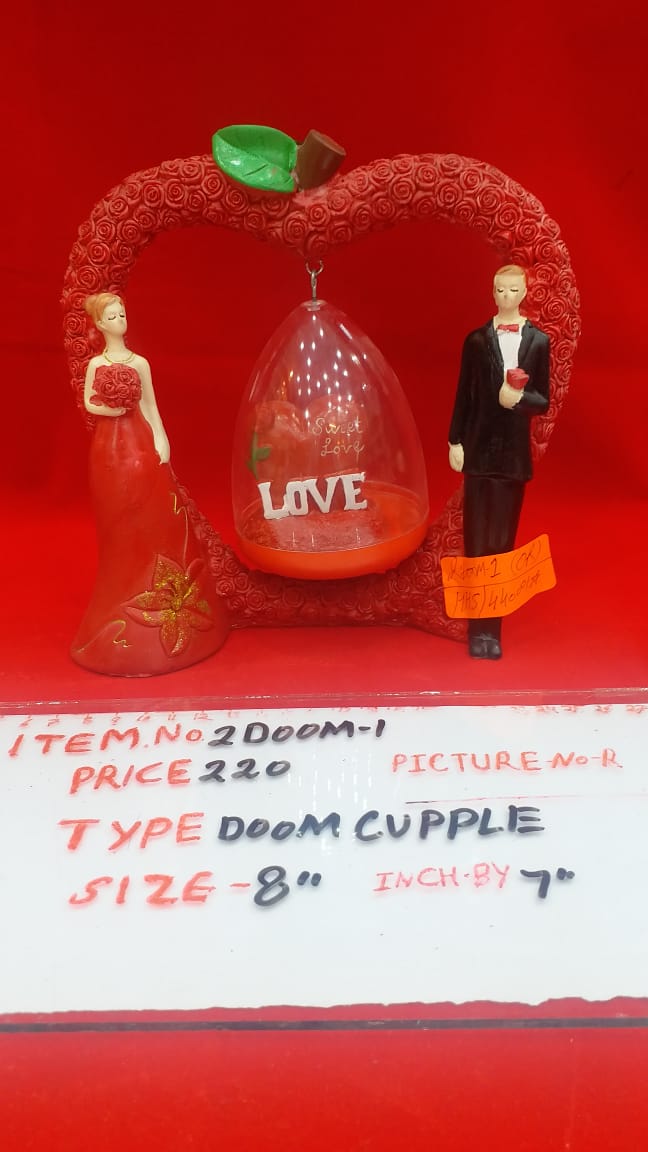 Sweet
Love
LOVE
ITEM.No 2DOOM-1
PRICE 220 PICTURE-No-R
TYPE DOOM CUPPLE
SIZE -8" INCH-BY 7"